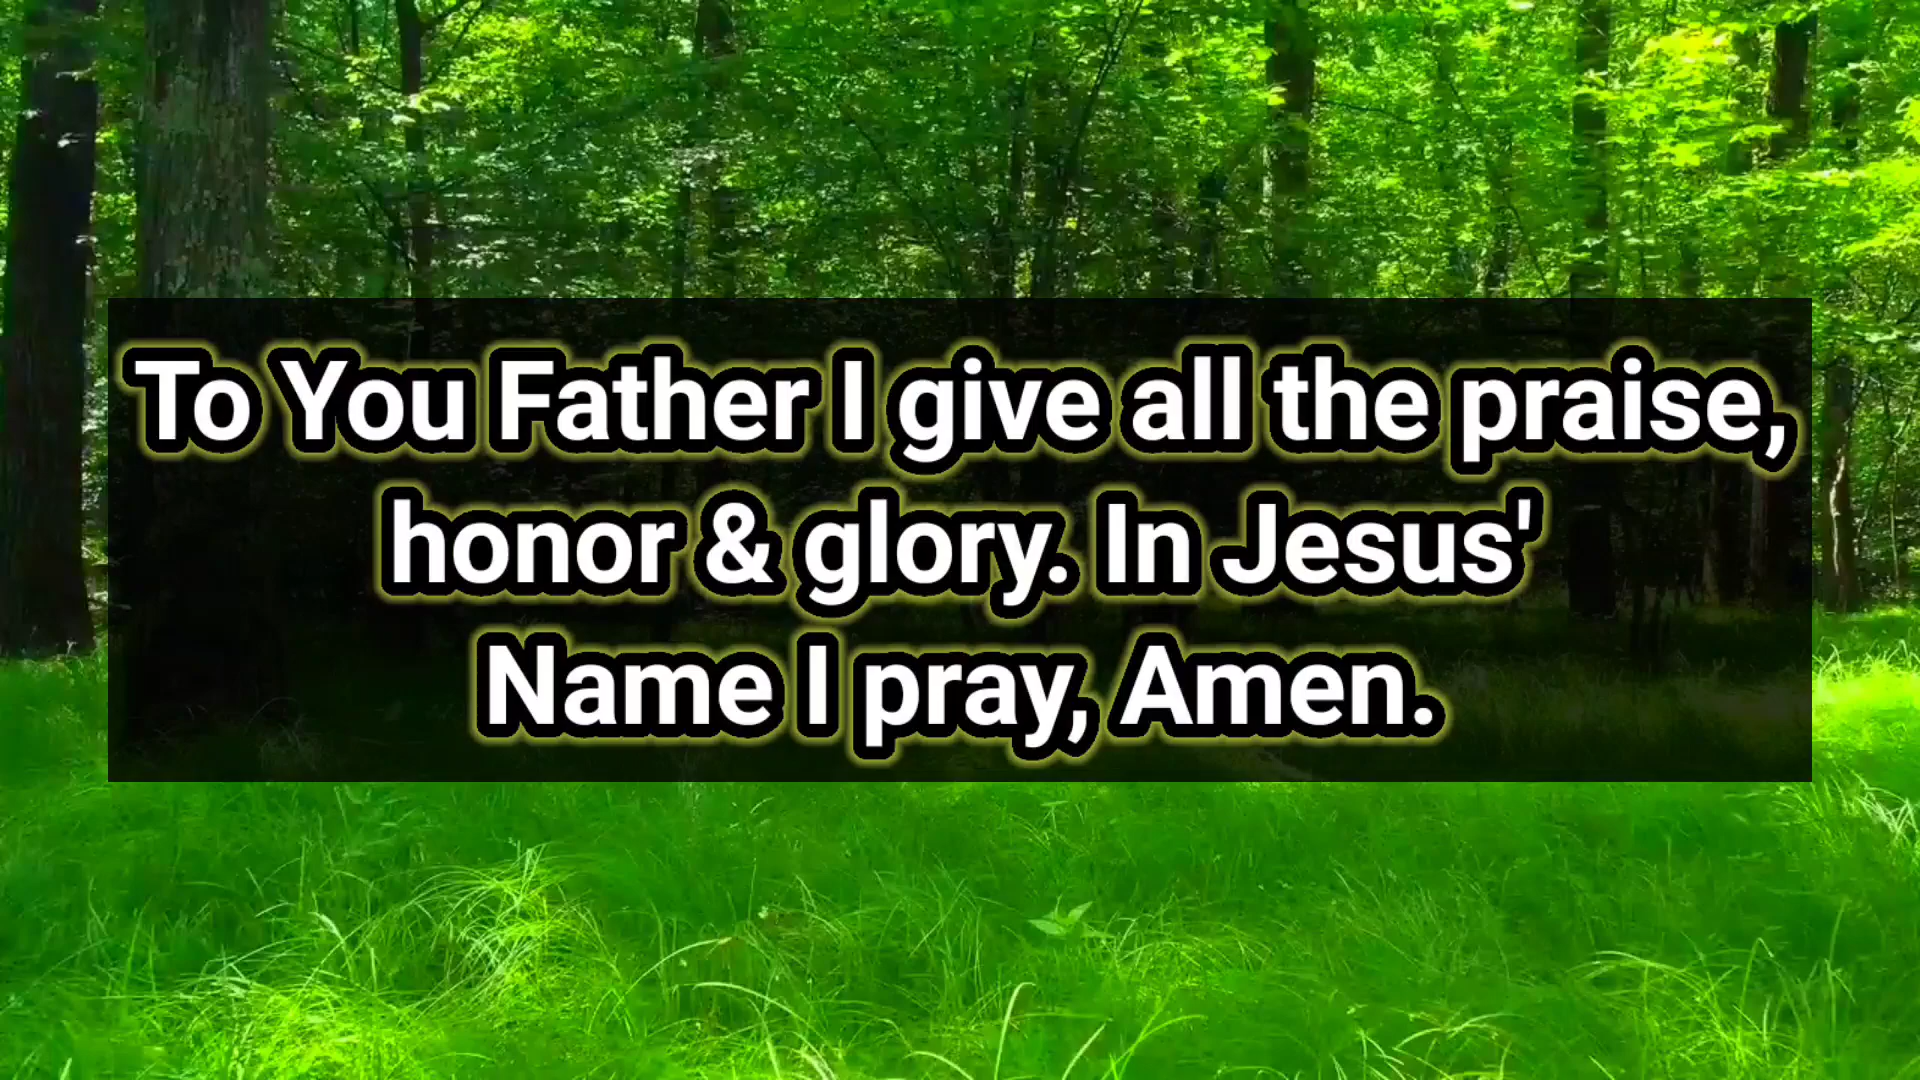 To You Father I give all the praise,
honor & glory. In Jesus'
Name I pray, Amen.